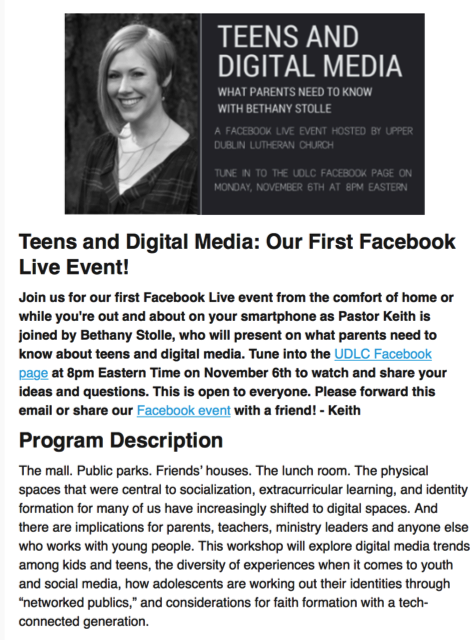 TEENS AND
DIGITAL MEDIA
WHAT PARENTS NEED TO KNOW
WITH BETHANY STOLLE
A FACEBOOK LIVE EVENT HOSTED BY UPPER
DUBLIN LUTHERAN CHURCH
TUNE IN TO THE UDLC FACEBOOK PAGE ON
MONDAY, NOVEMBER 6TH AT 8PM EASTERN
Teens and Digital Media: Our First Facebook
Live Event!
Join us for our first Facebook Live event from the comfort of home or
while you're out and about on your smartphone as Pastor Keith is
joined by Bethany Stolle, who will present on what parents need to
know about teens and digital media. Tune into the UDLC Facebook
page at 8pm Eastern Time on November 6th to watch and share your
ideas and questions. This is open to everyone. Please forward this
email or share our Facebook event with a friend! - Keith
Program Description
The mall. Public parks. Friends’ houses. The lunch room. The physical
spaces that were central to socialization, extracurricular learning, and identity
formation for many of us have increasingly shifted to digital spaces. And
there are implications for parents, teachers, ministry leaders and anyone else
who works with young people. This workshop will explore digital media trends
among kids and teens, the diversity of experiences when it comes to youth
and social media, how adolescents are working out their identities through
“networked publics,” and considerations for faith formation with a tech-
connected generation.